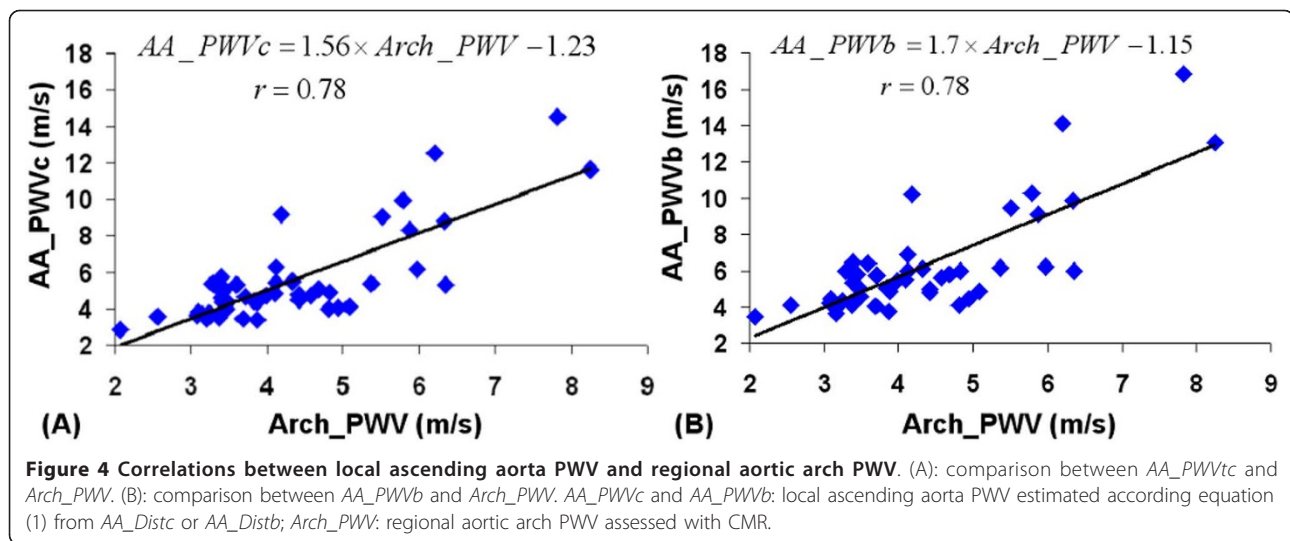 AA_PWVc = 1.56 × Arch_PWV − 1.23
r = 0.78
18
16
14
12
10
8
6
4
2
AA_PWVc (m/s)
2 3 4 5 6 7 8 9
(A) Arch_PWV (m/s)
AA_PWVb = 1.7 × Arch_PWV − 1.15
r = 0.78
18
16
14
12
10
8
6
4
2
AA_PWVb (m/s)
2 3 4 5 6 7 8 9
(B) Arch_PWV (m/s)
Figure 4 Correlations between local ascending aorta PWV and regional aortic arch PWV. (A): comparison between AA_PWVtc and
Arch_PWV. (B): comparison between AA_PWVb and Arch_PWV. AA_PWVc and AA_PWVb: local ascending aorta PWV estimated according equation
(1) from AA_Distc or AA_Distb; Arch_PWV: regional aortic arch PWV assessed with CMR.